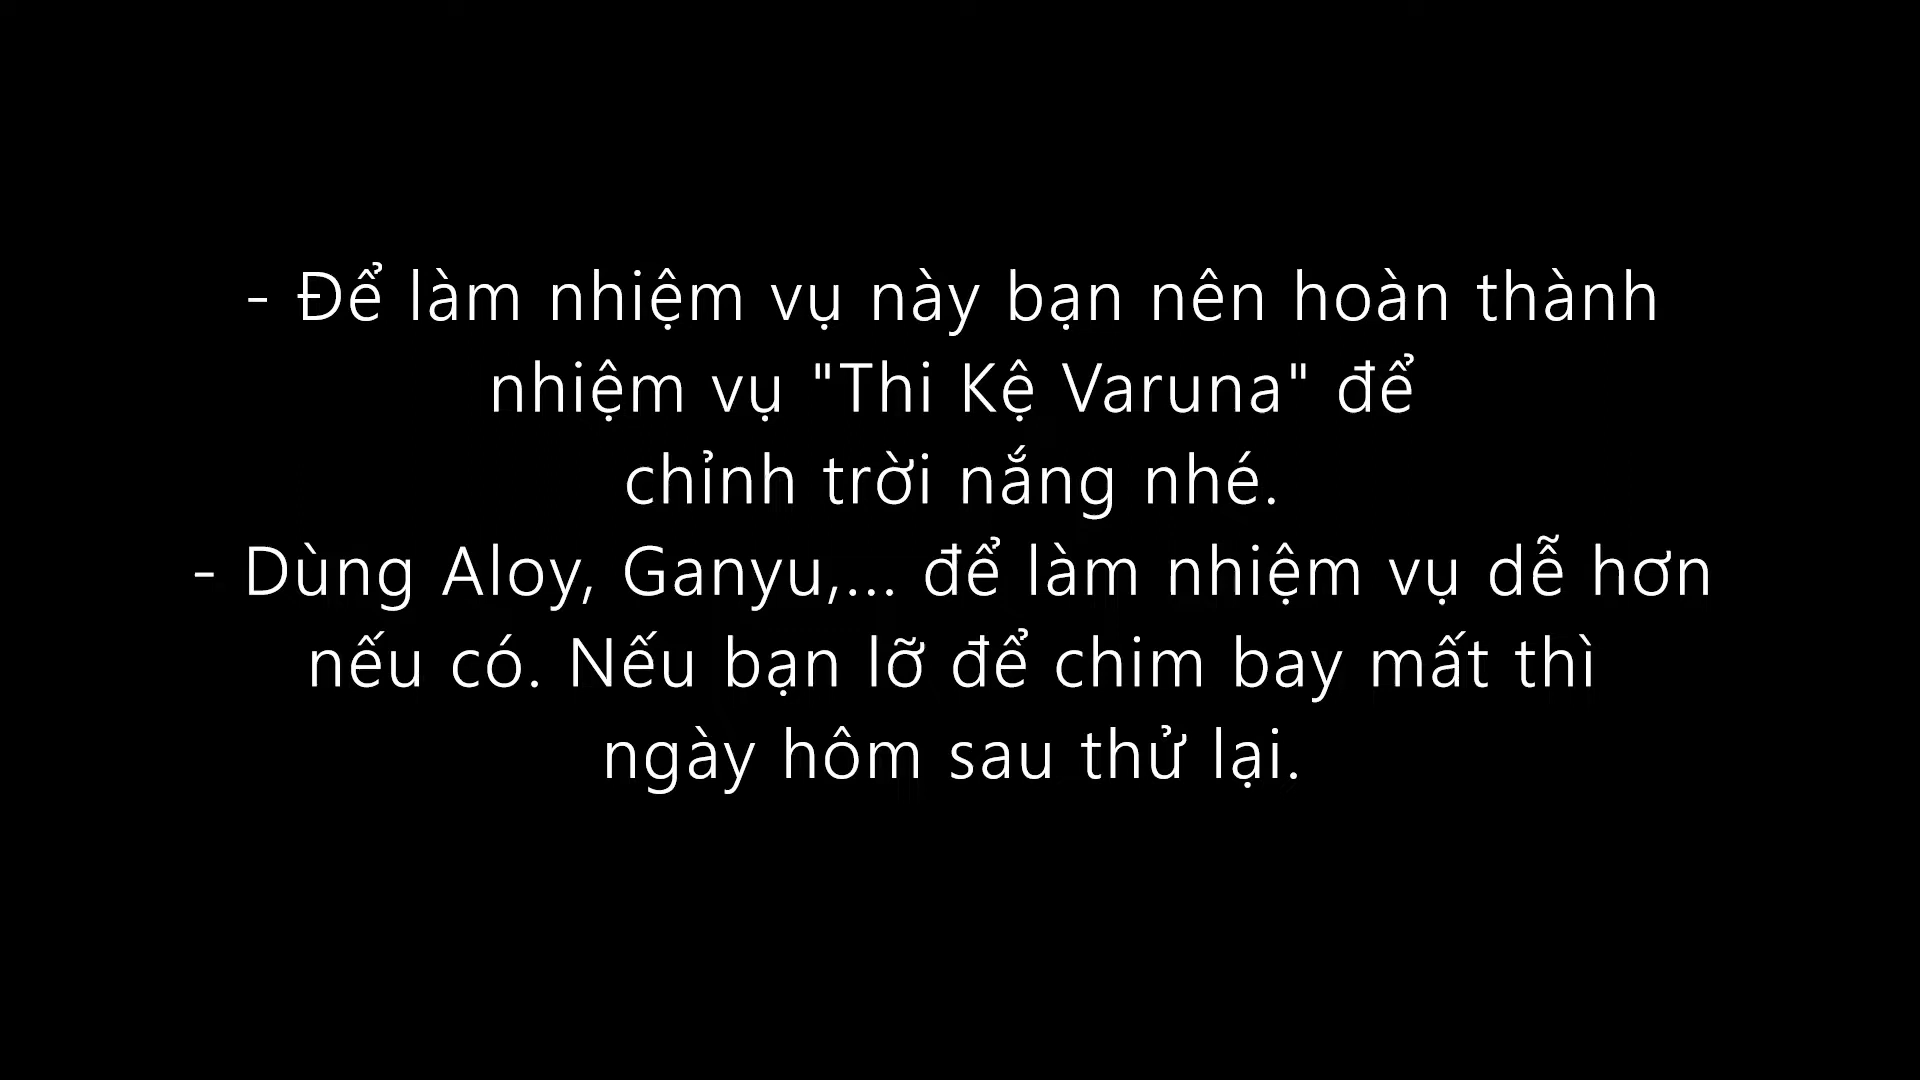 - Để làm nhiệm vụ này bạn nên hoàn thành
nhiệm vụ "Thi Kệ Varuna" để
chỉnh trời nắng nhé.
- Dùng Aloy, Ganyu,... để làm nhiệm vụ dễ hơn
nếu có. Nếu bạn lỡ để chim bay mất thì
ngày hôm sau thử lại.